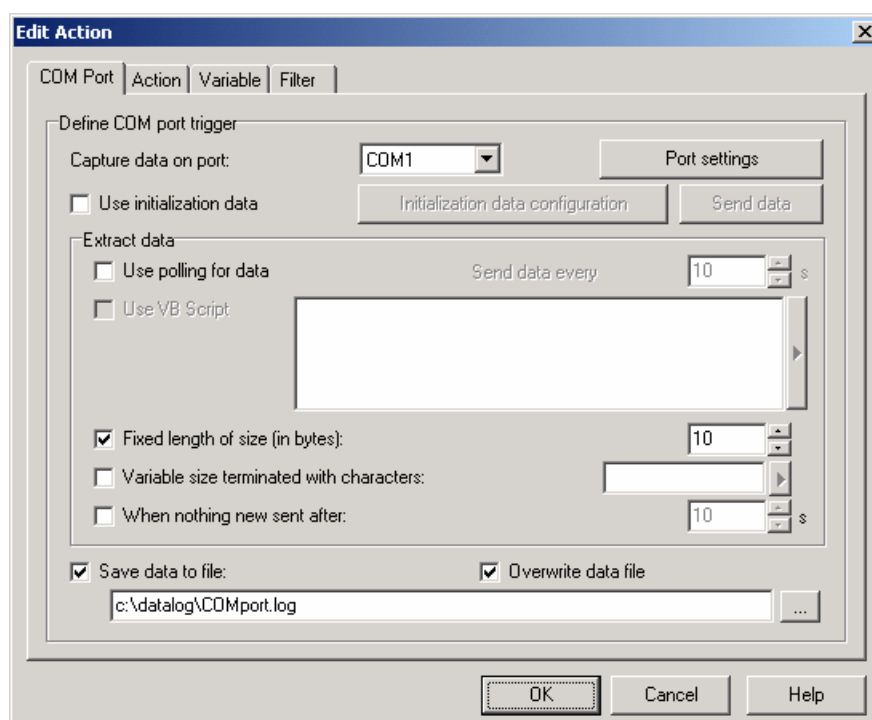 Edit Action
COM Port Action Variable Filter
Define COM port trigger
Capture data on port: COM1 Port settings
Use initialization data Initialization data configuration Send data
Extract data
Use polling for data Send data every 10 s
Use VB Script
Fixed length of size (in bytes): 10
Variable size terminated with characters:
When nothing new sent after: 10 s
Save data to file: Overwrite data file
c:\datalog\COMport.log ...
OK Cancel Help